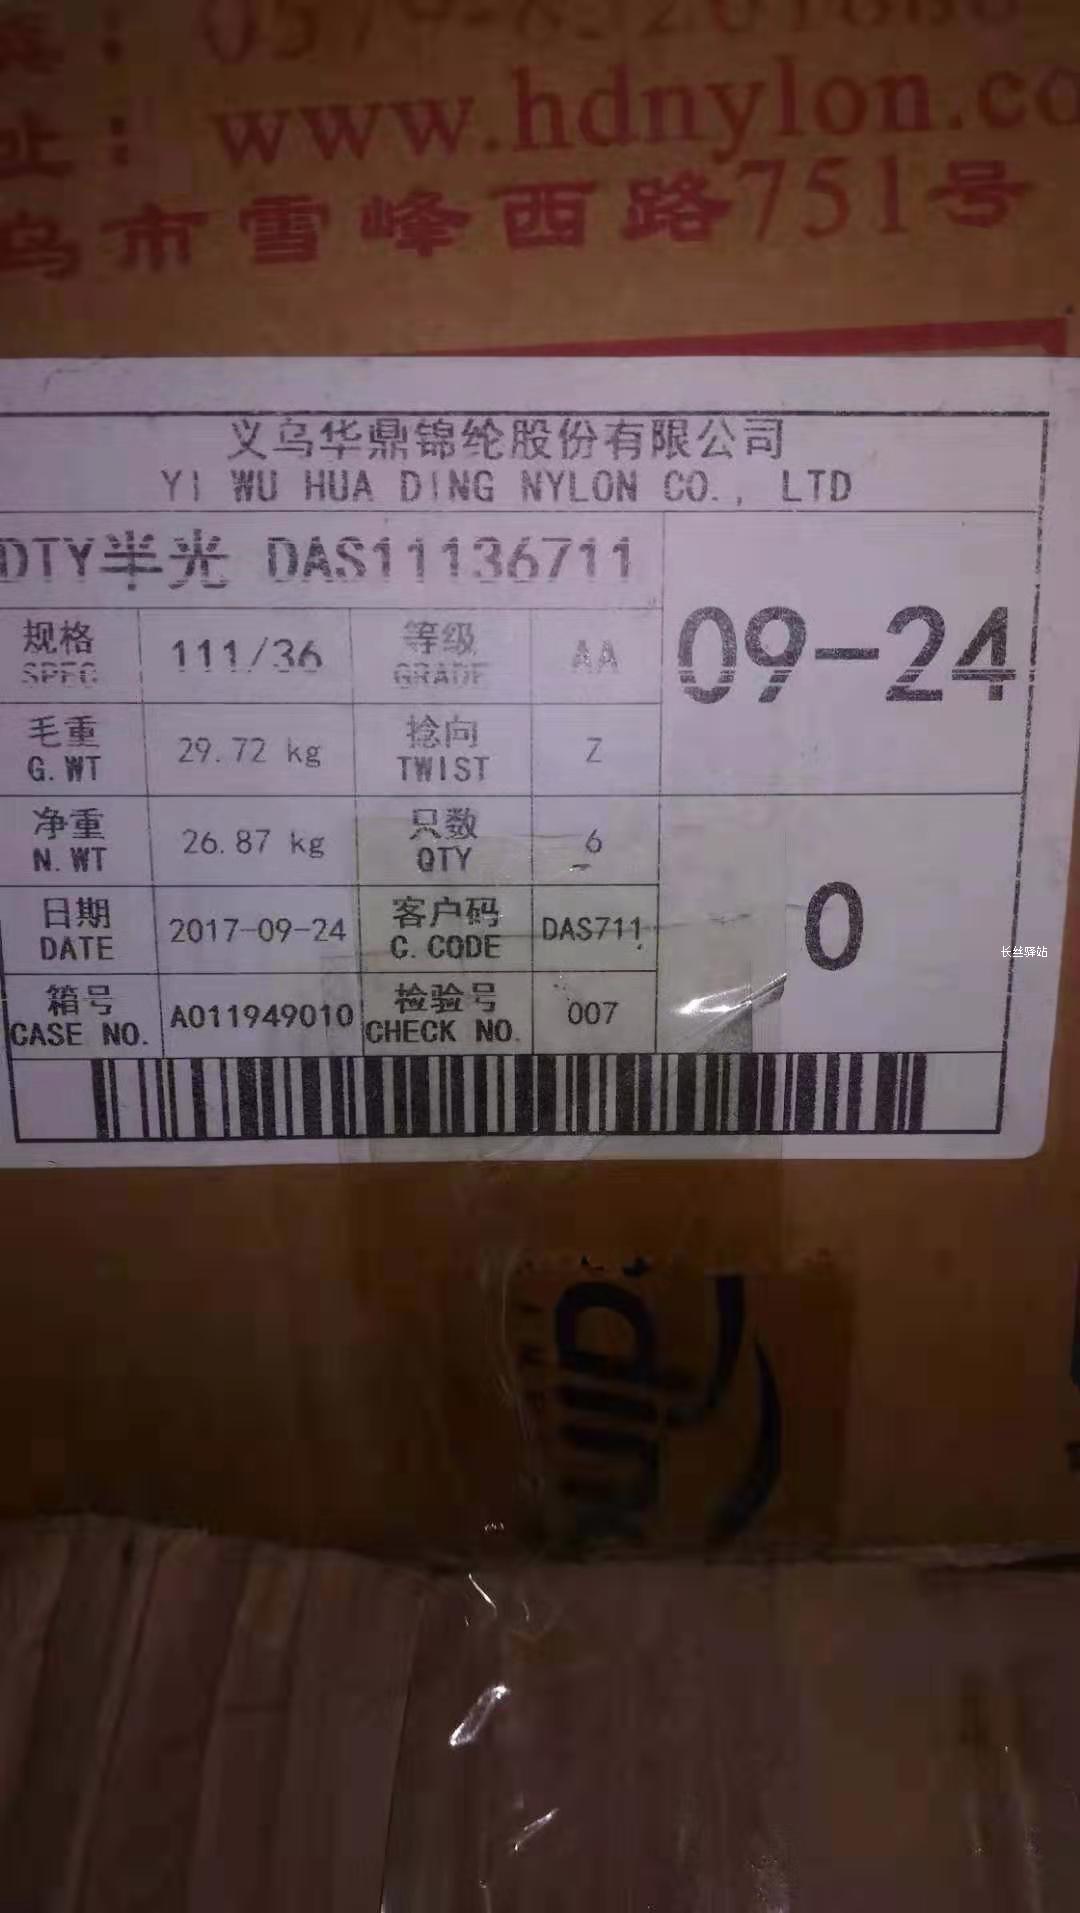 www.hdnylon.co
乌市雪峰西路751号
义乌华鼎锦纶股份有限公司
YI WU HUA DING NYLON CO., LTD
DTY半光 DAS11136711
09-24
规格 111/36 等级 AA
SPEC GRADE
毛重 29.72 kg 捻向 Z
G.WT TWIST
净重 26.87 kg 只数 6
N.WT QTY
0
日期 2017-09-24 客户码 DAS711
DATE C.CODE
长丝驿站
箱号 A011949010 检验号 007
CASE NO. CHECK NO.